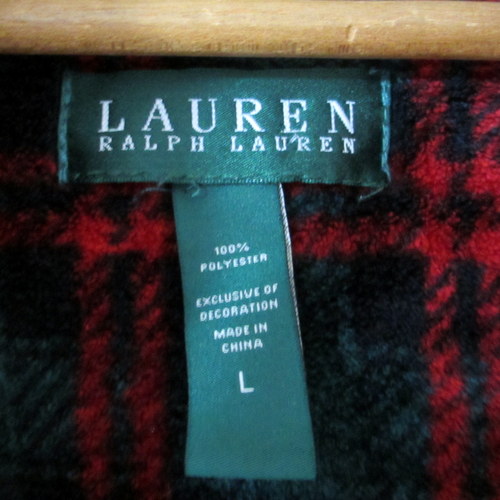 LAUREN
RALPH LAUREN
100%
POLYESTER
EXCLUSIVE OF
DECORATION
MADE IN
CHINA
L